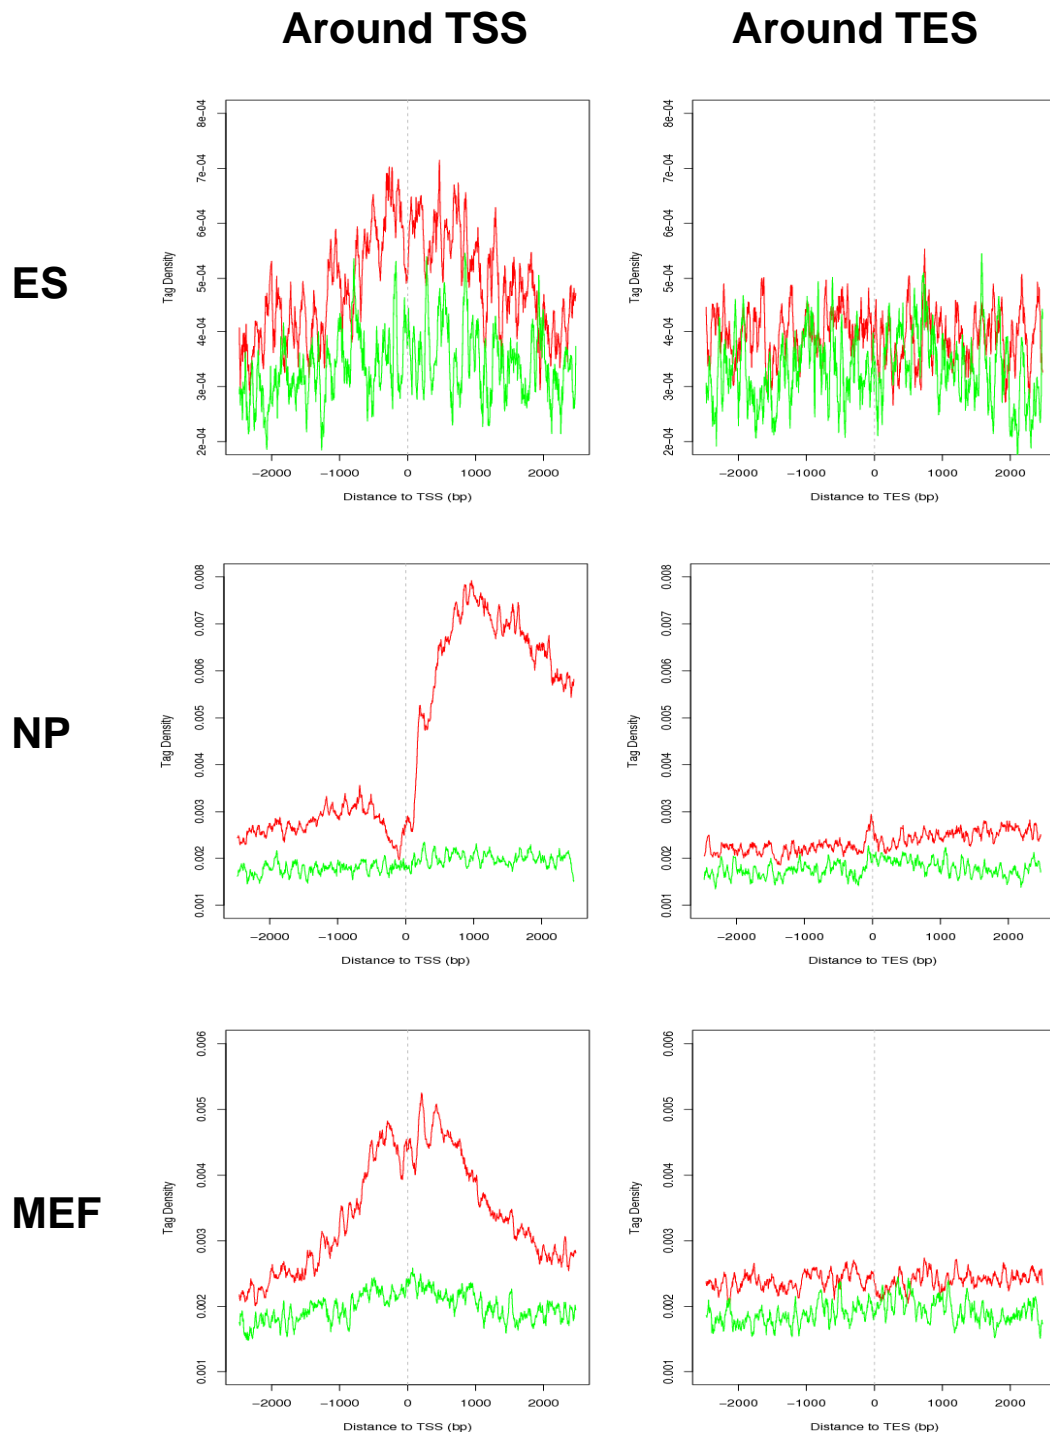 Around TSS
Around TES
ES
8e−04
7e−04
6e−04
5e−04
4e−04
3e−04
2e−04
Tag Density
−2000 −1000 0 1000 2000
Distance to TSS (bp)
8e−04
7e−04
6e−04
5e−04
4e−04
3e−04
2e−04
Tag Density
−2000 −1000 0 1000 2000
Distance to TES (bp)
NP
0.008
0.007
0.006
0.005
0.004
0.003
0.002
0.001
Tag Density
−2000 −1000 0 1000 2000
Distance to TSS (bp)
0.008
0.007
0.006
0.005
0.004
0.003
0.002
0.001
Tag Density
−2000 −1000 0 1000 2000
Distance to TES (bp)
MEF
0.006
0.005
0.004
0.003
0.002
0.001
Tag Density
−2000 −1000 0 1000 2000
Distance to TSS (bp)
0.006
0.005
0.004
0.003
0.002
0.001
Tag Density
−2000 −1000 0 1000 2000
Distance to TES (bp)